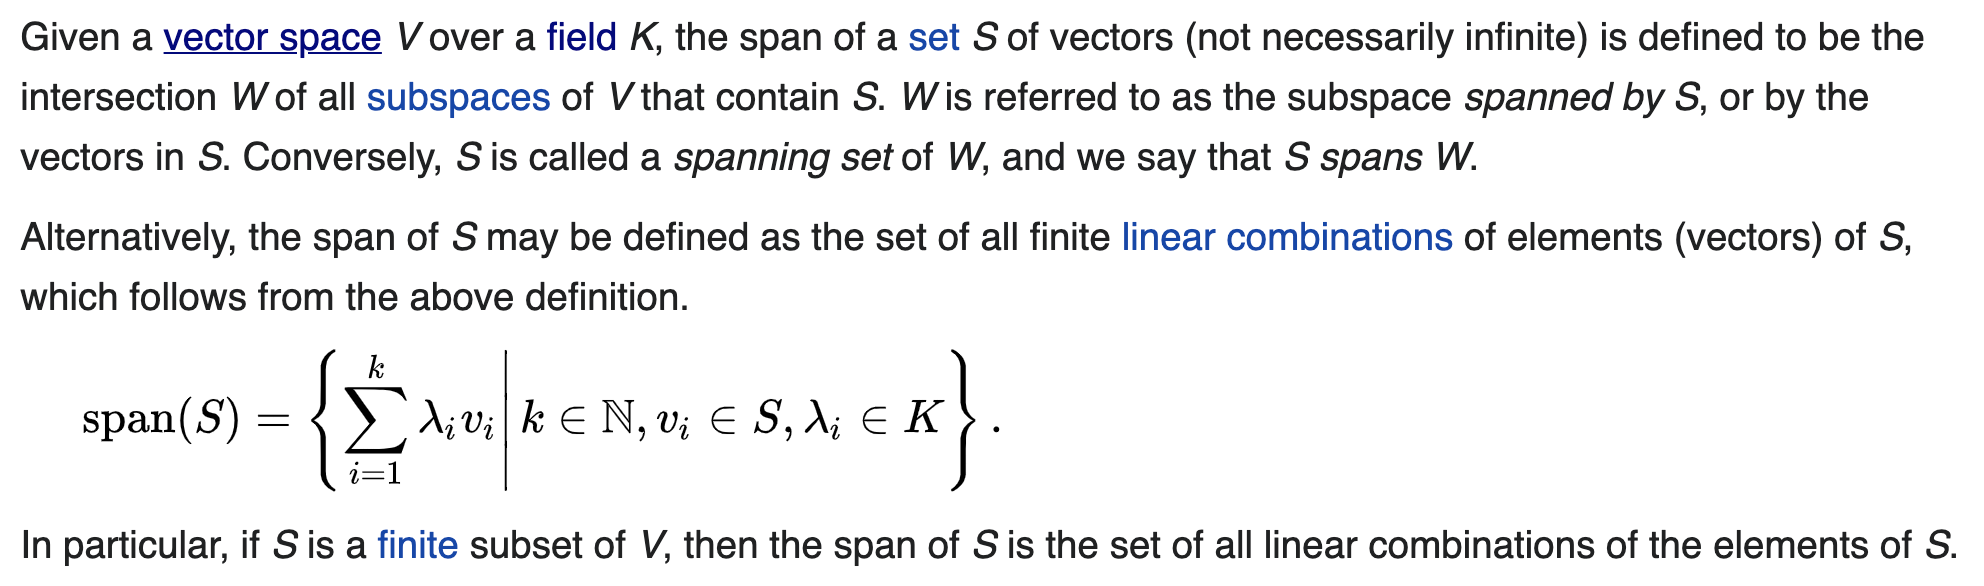 Given a vector space V over a field K, the span of a set S of vectors (not necessarily infinite) is defined to be the
intersection W of all subspaces of V that contain S. W is referred to as the subspace spanned by S, or by the
vectors in S. Conversely, S is called a spanning set of W, and we say that S spans W.
Alternatively, the span of S may be defined as the set of all finite linear combinations of elements (vectors) of S,
which follows from the above definition.
span(S) = { ∑_{i=1}^{k} λ_i v_i | k ∈ ℕ, v_i ∈ S, λ_i ∈ K } .
In particular, if S is a finite subset of V, then the span of S is the set of all linear combinations of the elements of S.